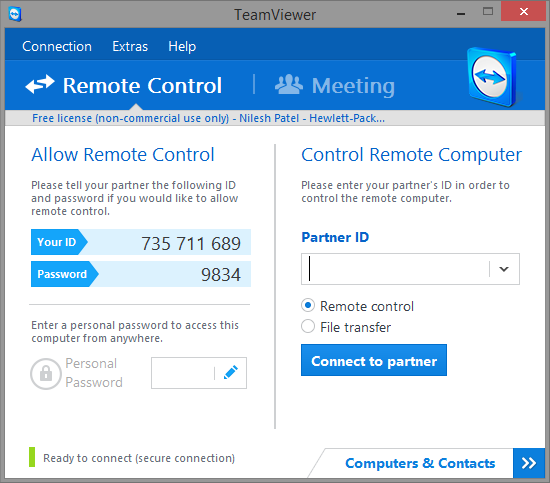 TeamViewer
Connection Extras Help
Remote Control
Meeting
Free license (non-commercial use only) - Nilesh Patel - Hewlett-Pack...
Allow Remote Control
Please tell your partner the following ID
and password if you would like to allow
remote control.
Your ID 735 711 689
Password 9834
Enter a personal password to access this
computer from anywhere.
Personal
Password
Control Remote Computer
Please enter your partner's ID in order to
control the remote computer.
Partner ID
Remote control
File transfer
Connect to partner
Ready to connect (secure connection)
Computers & Contacts